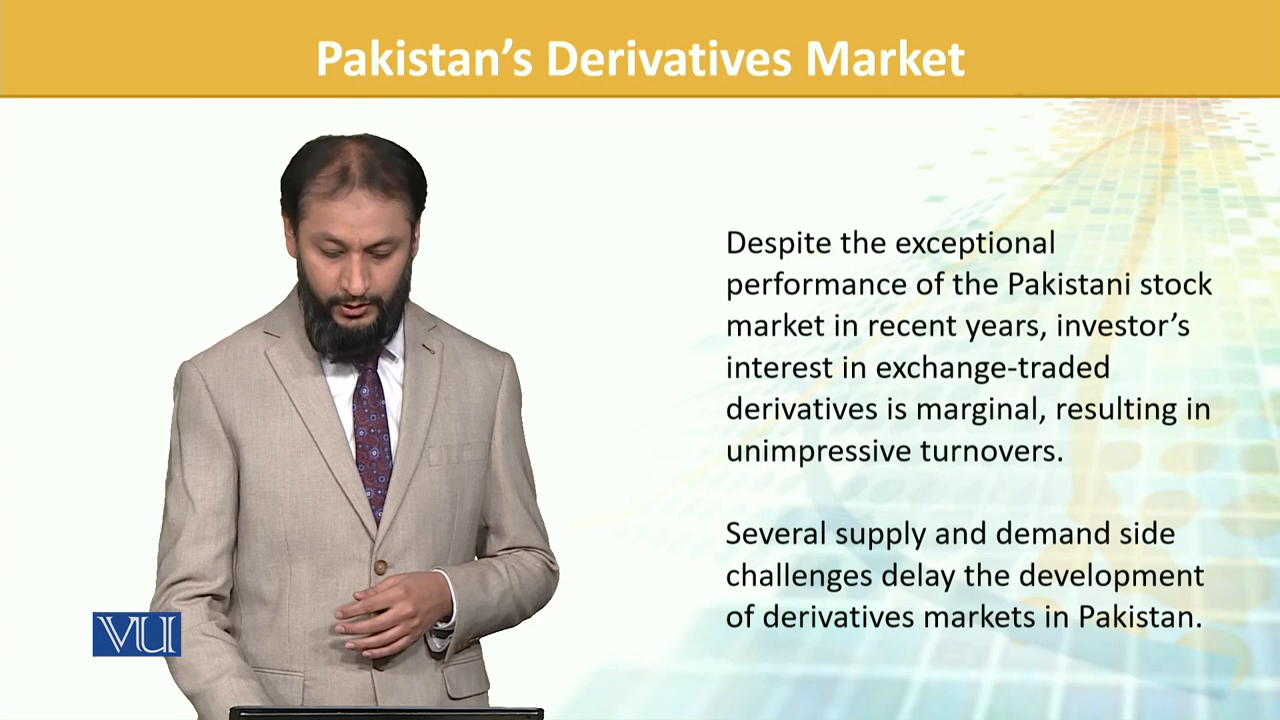 Pakistan’s Derivatives Market
Despite the exceptional
performance of the Pakistani stock
market in recent years, investor’s
interest in exchange-traded
derivatives is marginal, resulting in
unimpressive turnovers.
Several supply and demand side
challenges delay the development
of derivatives markets in Pakistan.
VU